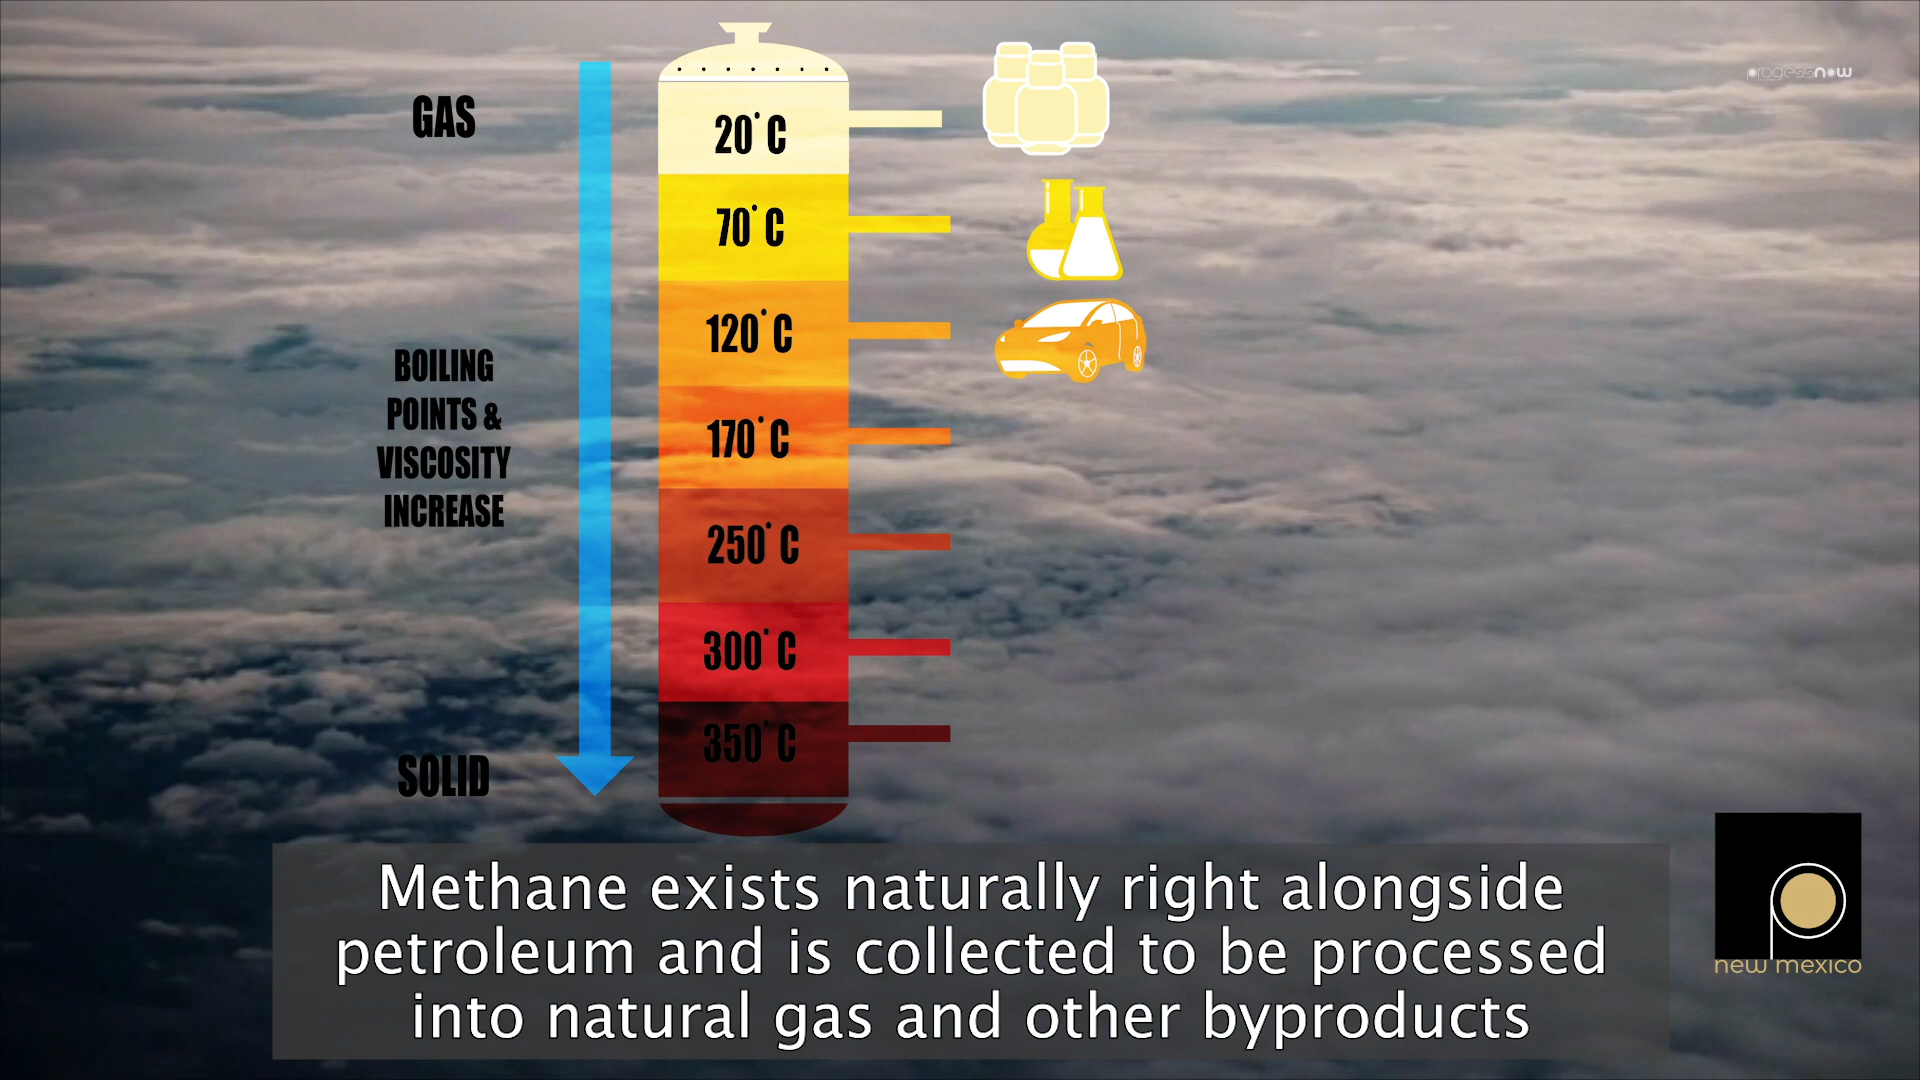 progessnow
GAS
20°C
70°C
120°C
BOILING
POINTS &
VISCOSITY
INCREASE
170°C
250°C
300°C
350°C
SOLID
Methane exists naturally right alongside
petroleum and is collected to be processed
into natural gas and other byproducts
new mexico